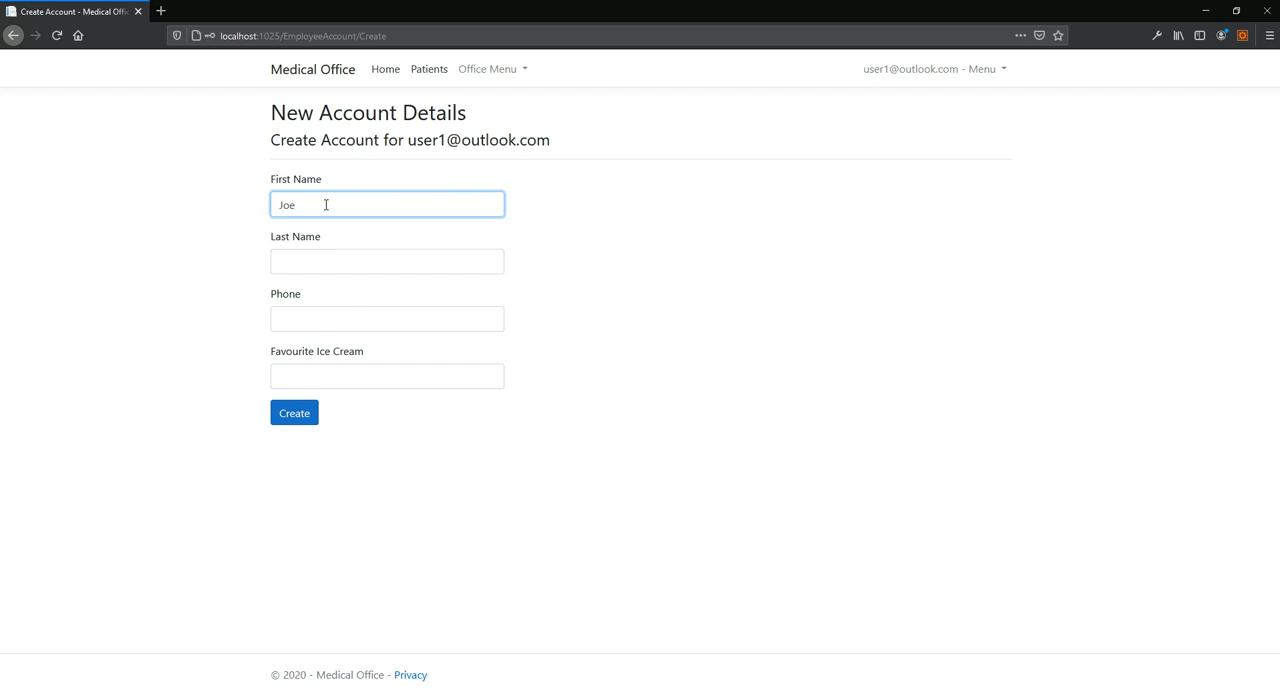 Create Account - Medical Offi
localhost:1025/EmployeeAccount/Create
Medical Office Home Patients Office Menu user1@outlook.com - Menu
New Account Details
Create Account for user1@outlook.com
First Name
Joe
Last Name
Phone
Favourite Ice Cream
Create
© 2020 - Medical Office - Privacy